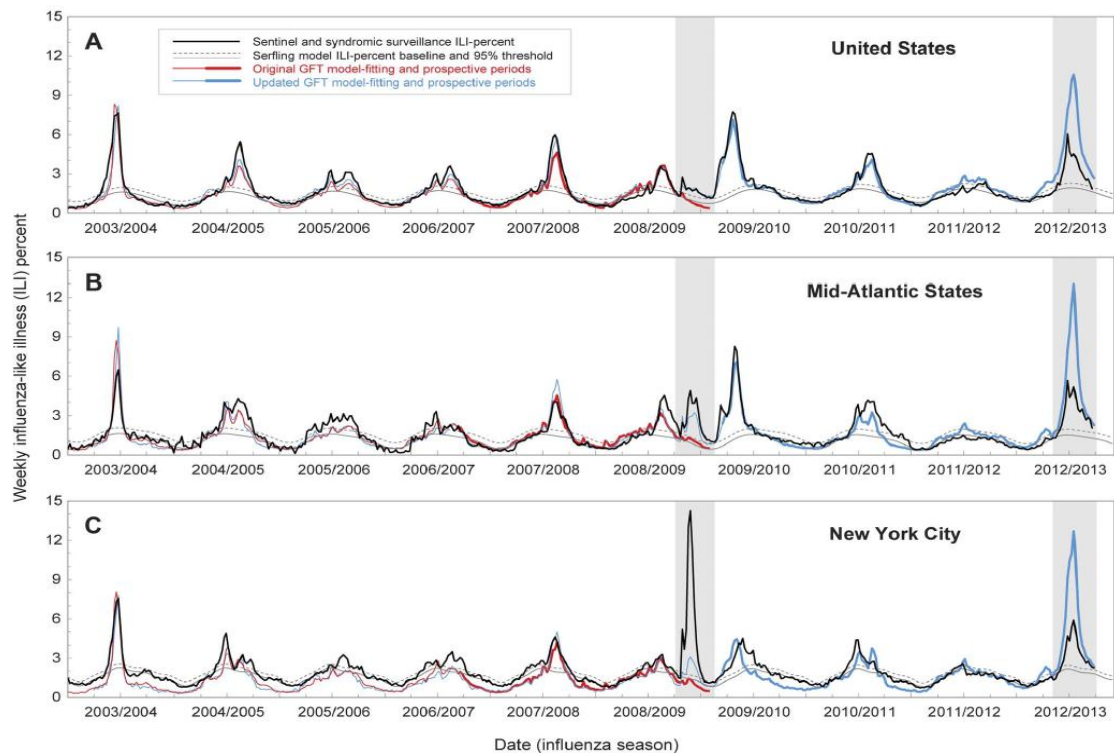 Weekly influenza-like illness (ILI) percent
15
12
9
6
3
0
A
Sentinel and syndromic surveillance ILI-percent
Serfling model ILI-percent baseline and 95% threshold
Original GFT model-fitting and prospective periods
Updated GFT model-fitting and prospective periods
United States
2003/2004 2004/2005 2005/2006 2006/2007 2007/2008 2008/2009 2009/2010 2010/2011 2011/2012 2012/2013
15
12
9
6
3
0
B
Mid-Atlantic States
2003/2004 2004/2005 2005/2006 2006/2007 2007/2008 2008/2009 2009/2010 2010/2011 2011/2012 2012/2013
15
12
9
6
3
0
C
New York City
2003/2004 2004/2005 2005/2006 2006/2007 2007/2008 2008/2009 2009/2010 2010/2011 2011/2012 2012/2013
Date (influenza season)